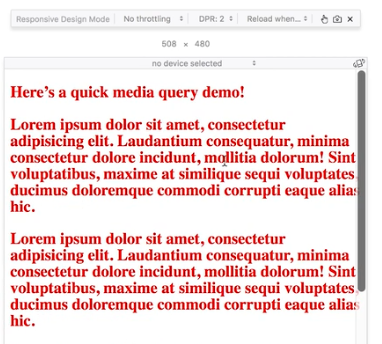 Responsive Design Mode No throttling DPR: 2 Reload when...
508 × 480
no device selected
Here's a quick media query demo!
Lorem ipsum dolor sit amet, consectetur
adipisicing elit. Laudantium consequatur, minima
consectetur dolore incidunt, mollitia dolorum! Sint
voluptatibus, maxime at similique sequi voluptates
ducimus doloremque commodi corrupti eaque alias
hic.
Lorem ipsum dolor sit amet, consectetur
adipisicing elit. Laudantium consequatur, minima
consectetur dolore incidunt, mollitia dolorum! Sint
voluptatibus, maxime at similique sequi voluptates
ducimus doloremque commodi corrupti eaque alias
hic.